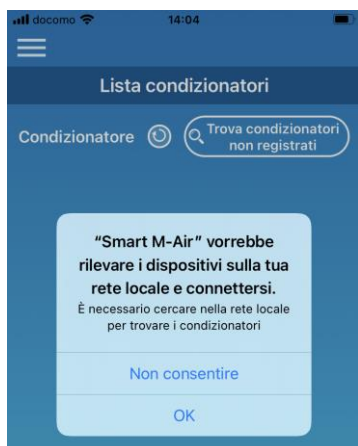 docomo 14:04
Lista condizionatori
Condizionatore
Trova condizionatori
non registrati
“Smart M-Air” vorrebbe
rilevare i dispositivi sulla tua
rete locale e connettersi.
È necessario cercare nella rete locale
per trovare i condizionatori
Non consentire
OK